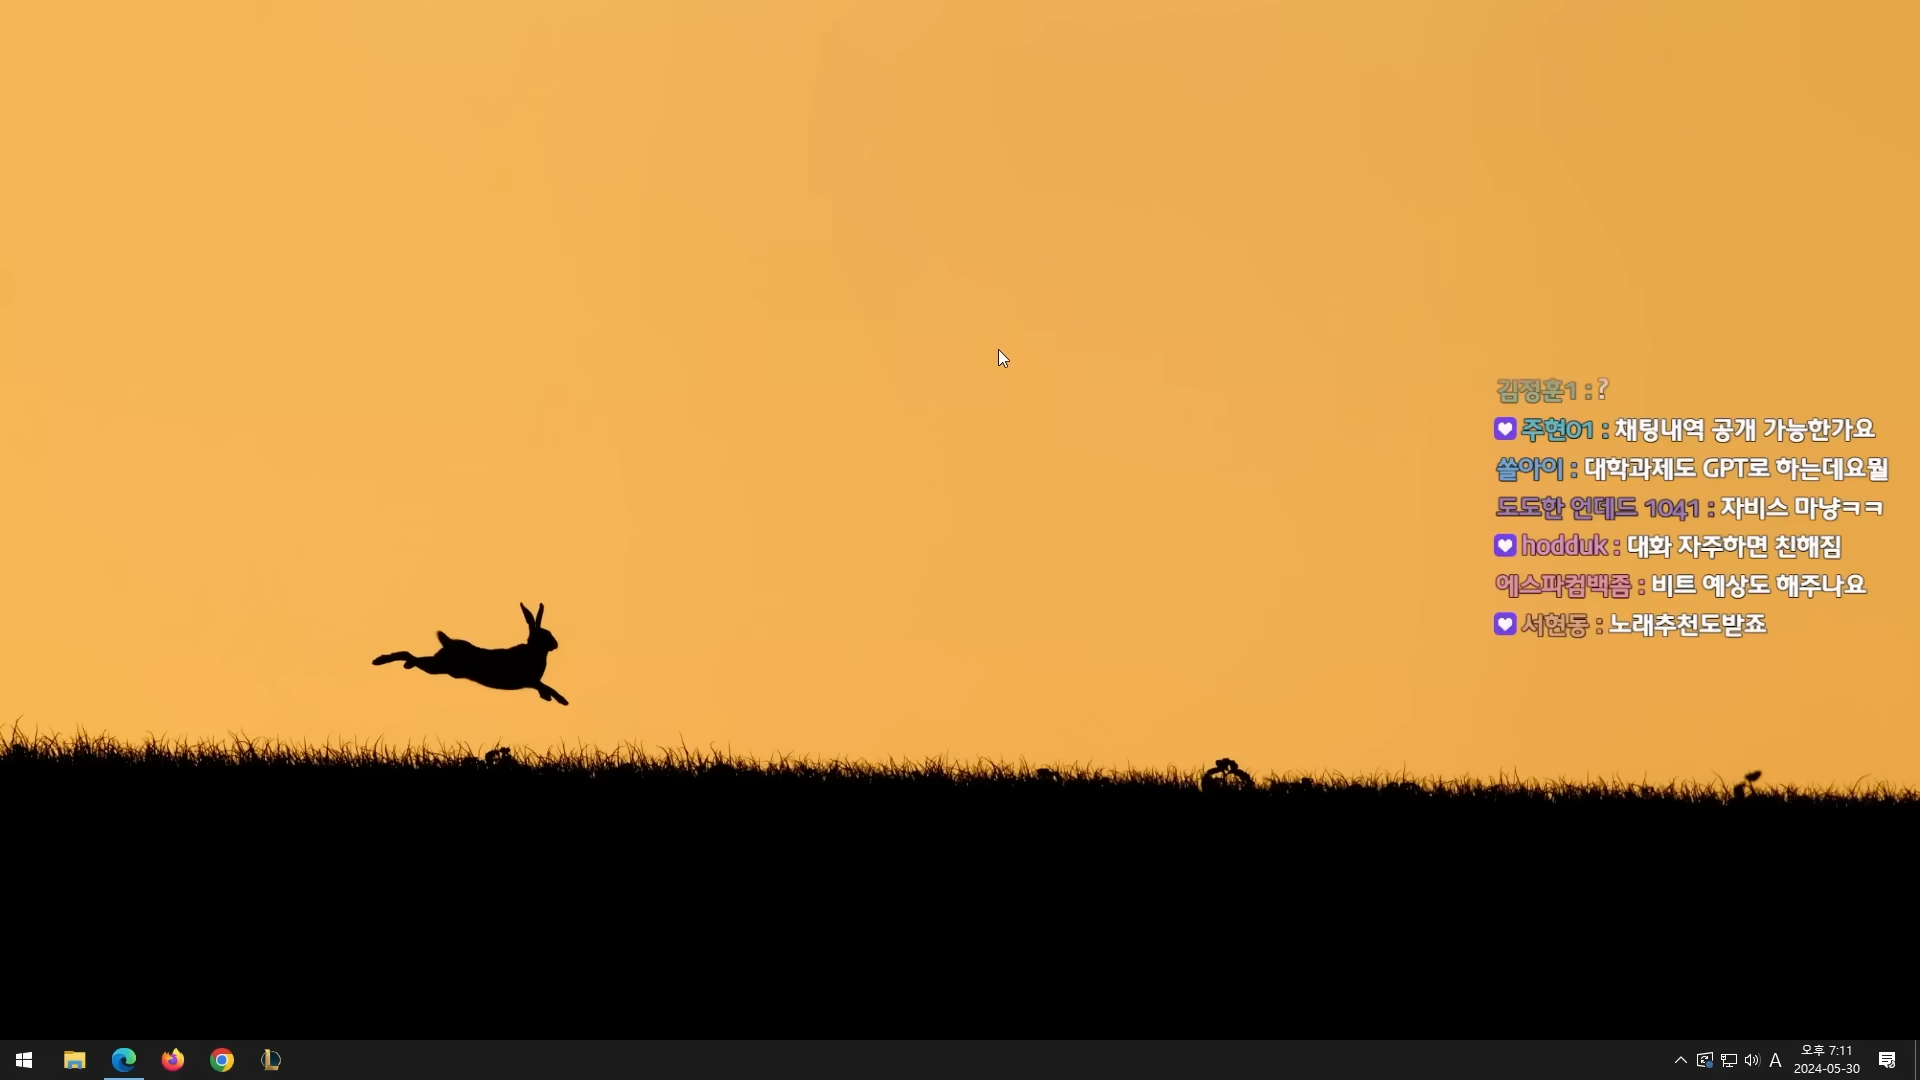 김정훈1 : ?
주현01 : 채팅내역 공개 가능한가요
쏠아이 : 대학과제도 GPT로 하는데요뭘
도도한 언데드 1041 : 자비스 마냥ㅋㅋ
hodduk : 대화 자주하면 친해짐
에스파컴백좀 : 비트 예상도 해주나요
서현동 : 노래추천도받죠
A
오후 7:11
2024-05-30